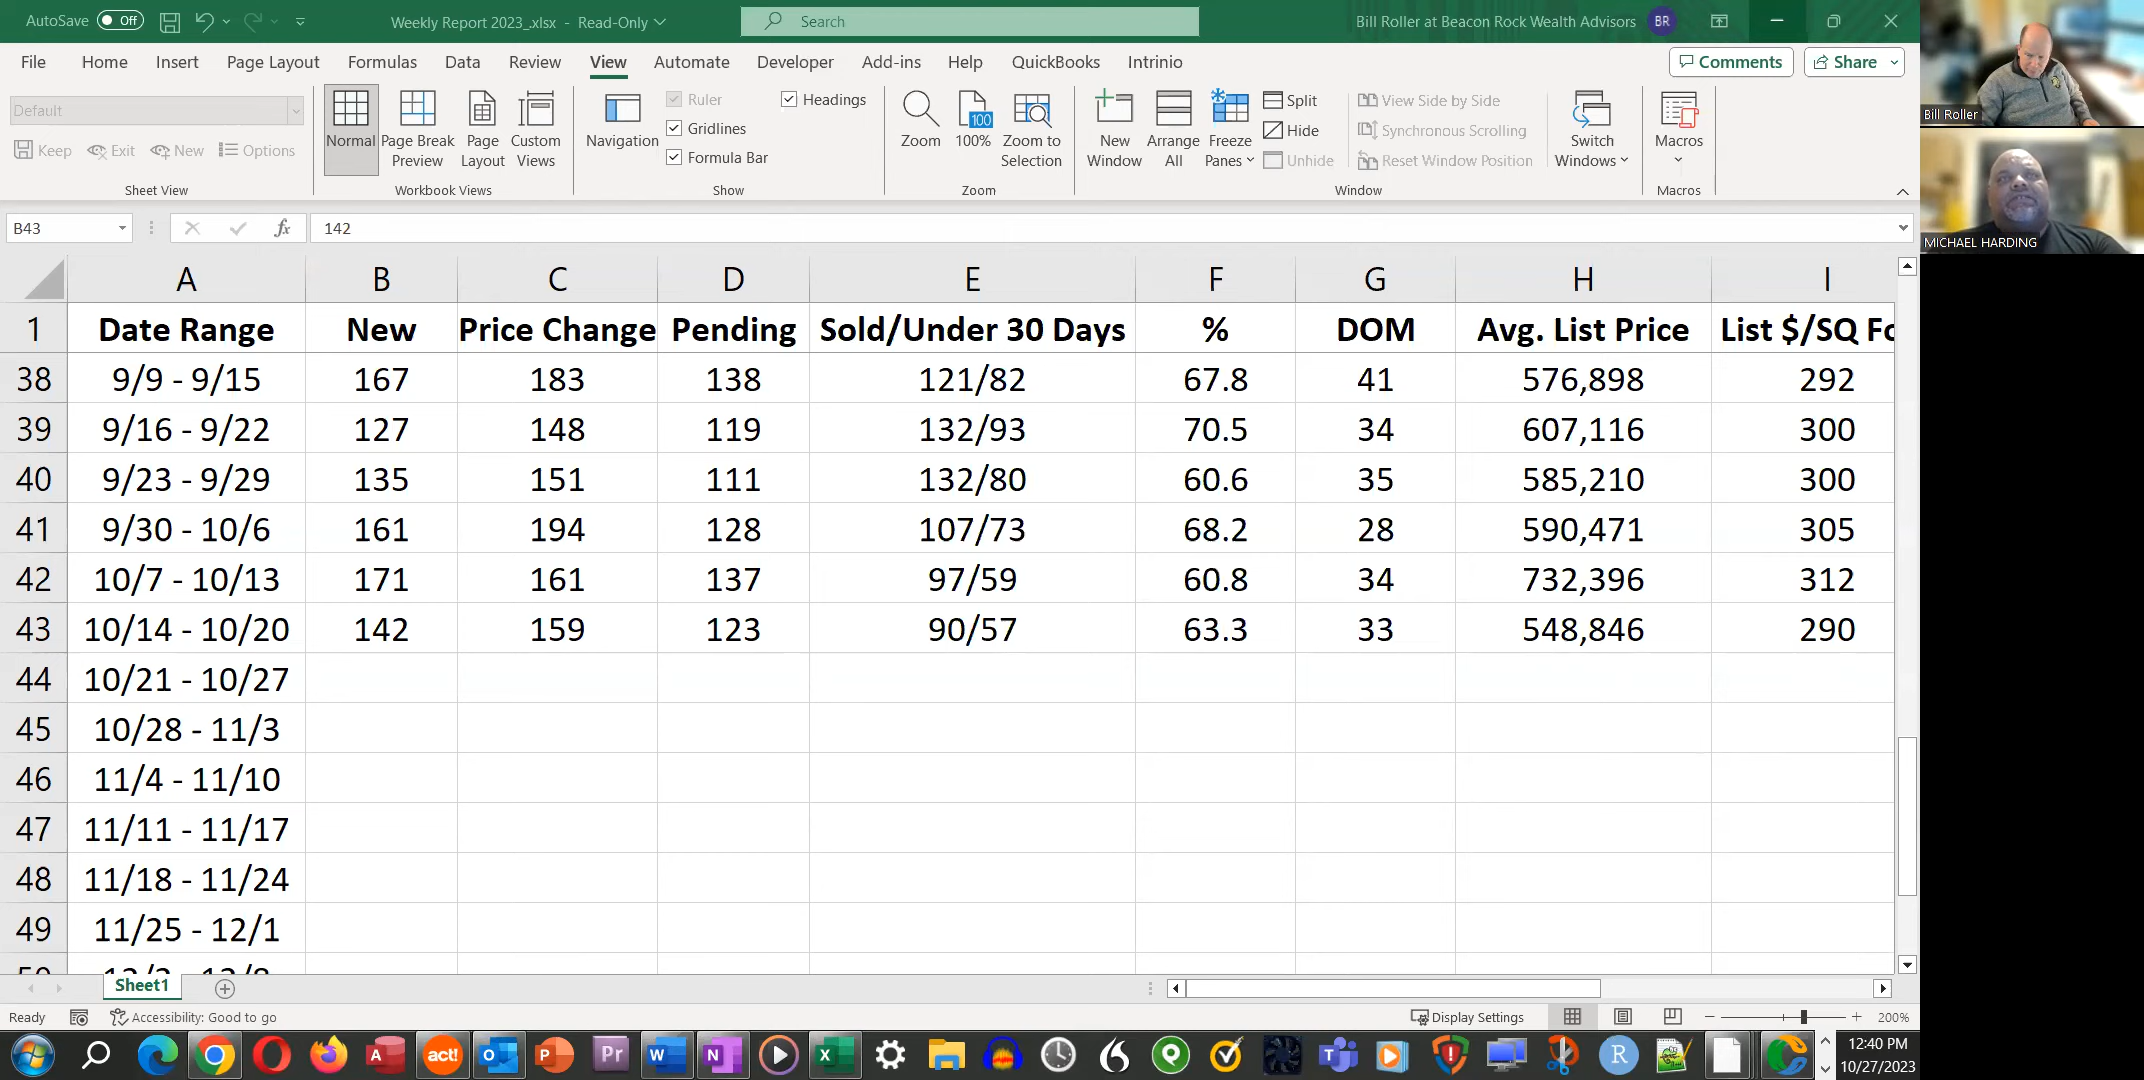 AutoSave Off Weekly Report 2023_.xlsx - Read-Only Search Bill Roller at Beacon Rock Wealth Advisors BR
File Home Insert Page Layout Formulas Data Review View Automate Developer Add-ins Help QuickBooks Intrinio Comments Share
Default
Keep Exit New Options
Sheet View
Normal Page Break Preview Page Layout Custom Views
Workbook Views
Navigation
Ruler Headings
Gridlines
Formula Bar
Show
Zoom 100 100% Zoom to Selection
Zoom
New Window Arrange All Freeze Panes
Split
Hide
Unhide
View Side by Side
Synchronous Scrolling
Reset Window Position
Switch Windows
Window
Macros
Macros
Bill Roller
MICHAEL HARDING
B43 fx 142
A B C D E F G H I
1 Date Range New Price Change Pending Sold/Under 30 Days % DOM Avg. List Price List $/SQ Fo
38 9/9 - 9/15 167 183 138 121/82 67.8 41 576,898 292
39 9/16 - 9/22 127 148 119 132/93 70.5 34 607,116 300
40 9/23 - 9/29 135 151 111 132/80 60.6 35 585,210 300
41 9/30 - 10/6 161 194 128 107/73 68.2 28 590,471 305
42 10/7 - 10/13 171 161 137 97/59 60.8 34 732,396 312
43 10/14 - 10/20 142 159 123 90/57 63.3 33 548,846 290
44 10/21 - 10/27
45 10/28 - 11/3
46 11/4 - 11/10
47 11/11 - 11/17
48 11/18 - 11/24
49 11/25 - 12/1
Sheet1
Ready Accessibility: Good to go Display Settings 200%
A act! O P Pr W N X R
12:40 PM
10/27/2023